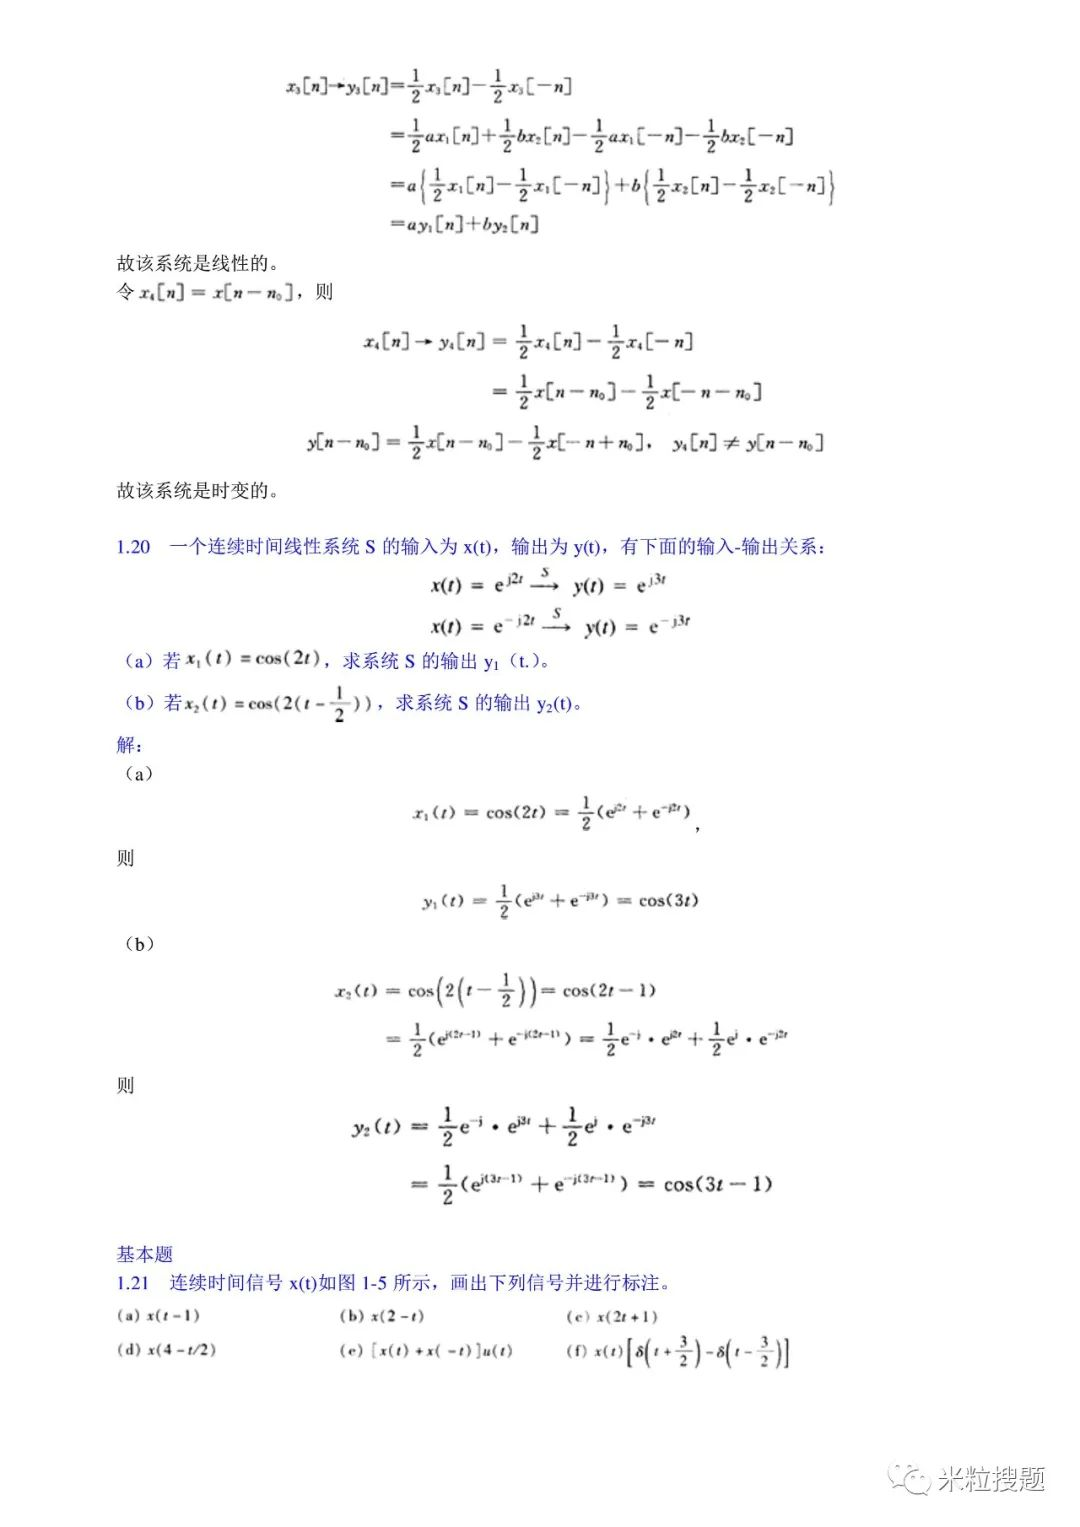 x₃[n]→y₃[n]=½x₃[n]-½x₃[-n]
=½ax₁[n]+½bx₂[n]-½ax₁[-n]-½bx₂[-n]
=a{½x₁[n]-½x₁[-n]}+b{½x₂[n]-½x₂[-n]}
=ay₁[n]+by₂[n]
故该系统是线性的。
令 x₄[n] = x[n-n₀]，则
x₄[n]→y₄[n] = ½x₄[n]-½x₄[-n]
= ½x[n-n₀]-½x[-n-n₀]
y[n-n₀] = ½x[n-n₀]-½x[-n+n₀], y₄[n]≠y[n-n₀]
故该系统是时变的。
1.20 一个连续时间线性系统 S 的输入为 x(t)，输出为 y(t)，有下面的输入-输出关系：
x(t) = e^{j2t} —S→ y(t) = e^{j3t}
x(t) = e^{-j2t} —S→ y(t) = e^{-j3t}
（a）若 x₁(t)=cos(2t)，求系统 S 的输出 y₁（t.）。
（b）若 x₂(t)=cos(2(t-½))，求系统 S 的输出 y₂(t)。
解：
（a）
x₁(t) = cos(2t) = ½(e^{j2t}+e^{-j2t})，
则
y₁(t) = ½(e^{j3t}+e^{-j3t}) = cos(3t)
（b）
x₂(t) = cos(2(t-½)) = cos(2t-1)
= ½(e^{j(2t-1)}+e^{-j(2t-1)}) = ½e^{-j}·e^{j2t}+½e^{j}·e^{-j2t}
则
y₂(t) = ½e^{-j}·e^{j3t}+½e^{j}·e^{-j3t}
= ½(e^{j(3t-1)}+e^{-j(3t-1)}) = cos(3t-1)
基本题
1.21 连续时间信号 x(t)如图 1-5 所示，画出下列信号并进行标注。
(a) x(t-1) (b) x(2-t) (c) x(2t+1)
(d) x(4-t/2) (e) [x(t)+x(-t)]u(t) (f) x(t)[δ(t+3/2)-δ(t-3/2)]
米粒搜题